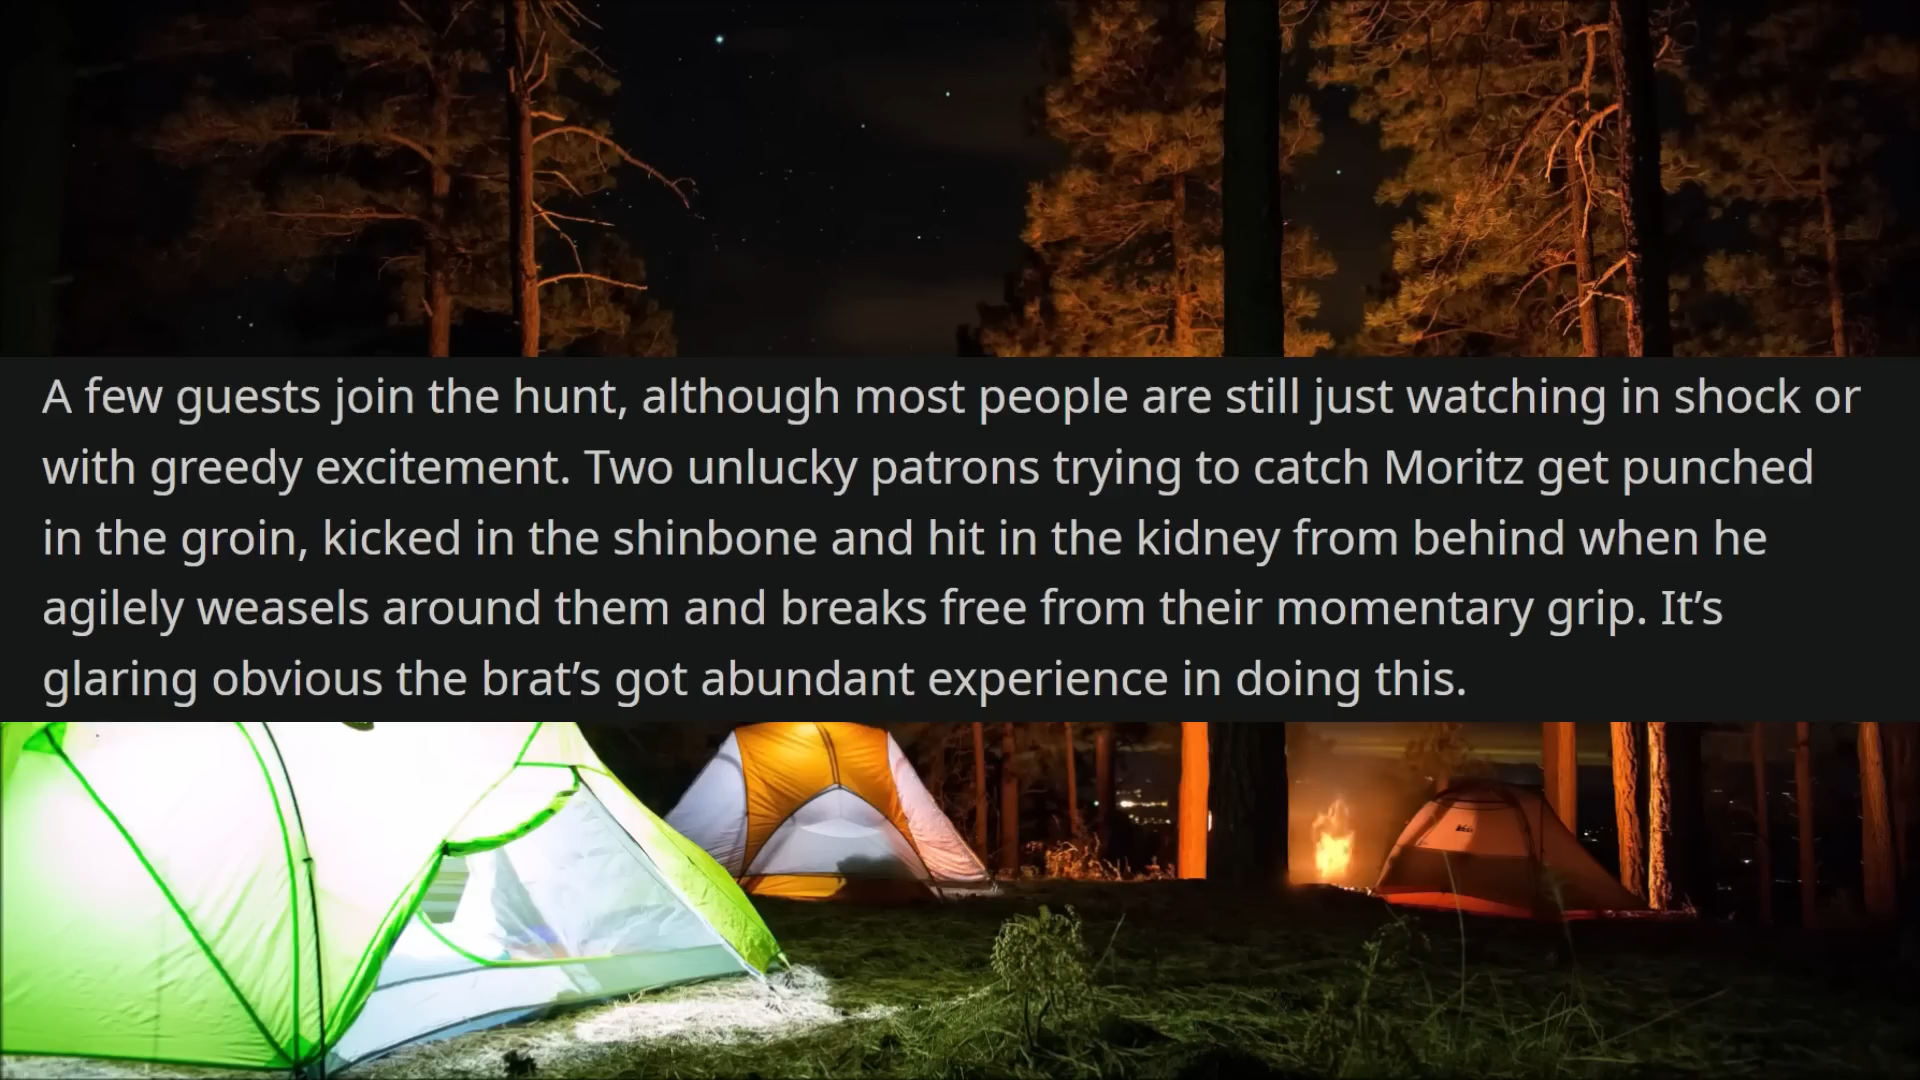 A few guests join the hunt, although most people are still just watching in shock or
with greedy excitement. Two unlucky patrons trying to catch Moritz get punched
in the groin, kicked in the shinbone and hit in the kidney from behind when he
agilely weasels around them and breaks free from their momentary grip. It’s
glaring obvious the brat’s got abundant experience in doing this.
REI